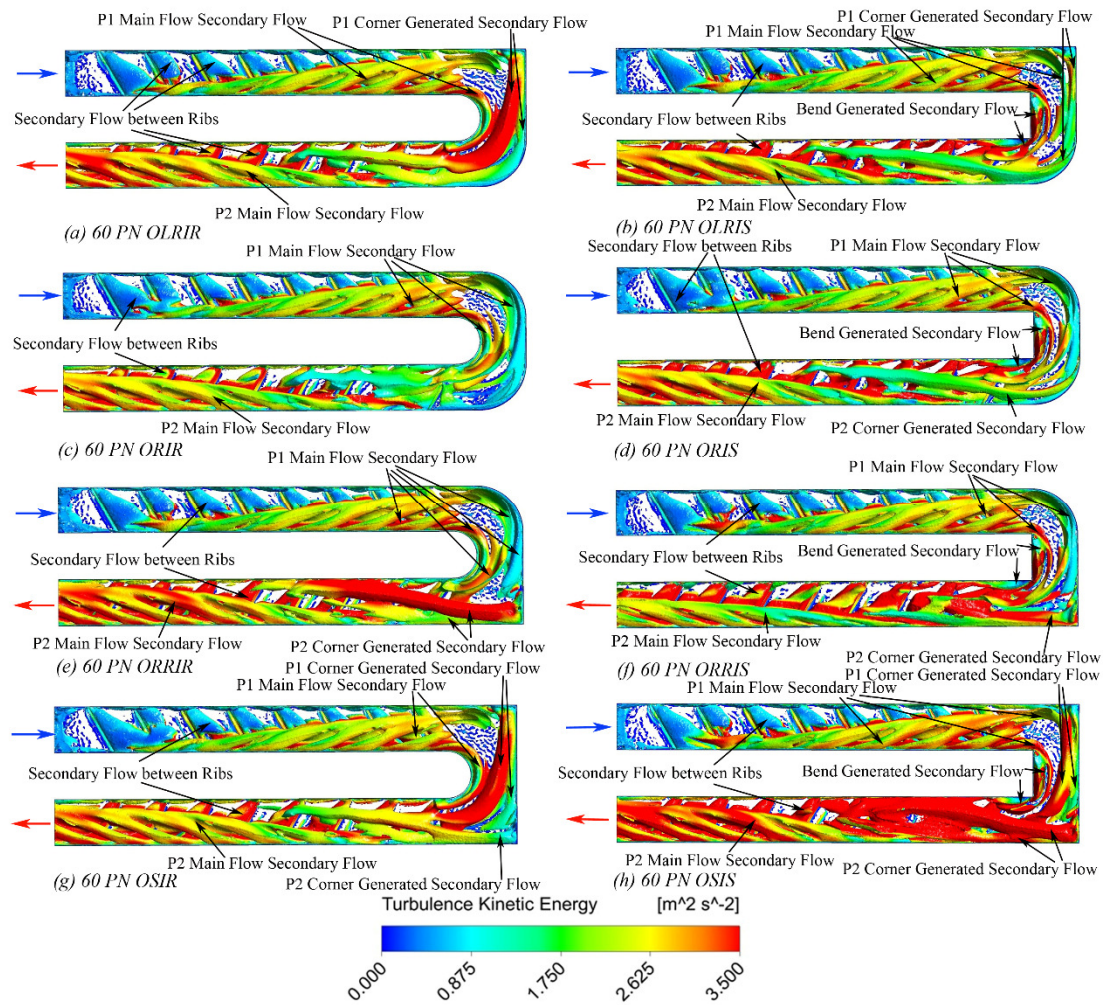 P1 Main Flow Secondary Flow
P1 Corner Generated Secondary Flow
Secondary Flow between Ribs
P2 Main Flow Secondary Flow
(a) 60 PN OLRIR
P1 Corner Generated Secondary Flow
P1 Main Flow Secondary Flow
Bend Generated Secondary Flow
Secondary Flow between Ribs
P2 Main Flow Secondary Flow
(b) 60 PN OLRIS
P1 Main Flow Secondary Flow
Secondary Flow between Ribs
P2 Main Flow Secondary Flow
(c) 60 PN ORIR
Secondary Flow between Ribs
P1 Main Flow Secondary Flow
Bend Generated Secondary Flow
P2 Main Flow Secondary Flow
P2 Corner Generated Secondary Flow
(d) 60 PN ORIS
P1 Main Flow Secondary Flow
Secondary Flow between Ribs
P2 Main Flow Secondary Flow
P2 Corner Generated Secondary Flow
(e) 60 PN ORRIR
P1 Main Flow Secondary Flow
Secondary Flow between Ribs
Bend Generated Secondary Flow
P2 Main Flow Secondary Flow
P2 Corner Generated Secondary Flow
(f) 60 PN ORRIS
P1 Corner Generated Secondary Flow
P1 Main Flow Secondary Flow
Secondary Flow between Ribs
P2 Main Flow Secondary Flow
P2 Corner Generated Secondary Flow
(g) 60 PN OSIR
P1 Corner Generated Secondary Flow
P1 Main Flow Secondary Flow
Secondary Flow between Ribs
Bend Generated Secondary Flow
P2 Main Flow Secondary Flow
P2 Corner Generated Secondary Flow
(h) 60 PN OSIS
Turbulence Kinetic Energy [m^2 s^-2]
0.000
0.875
1.750
2.625
3.500